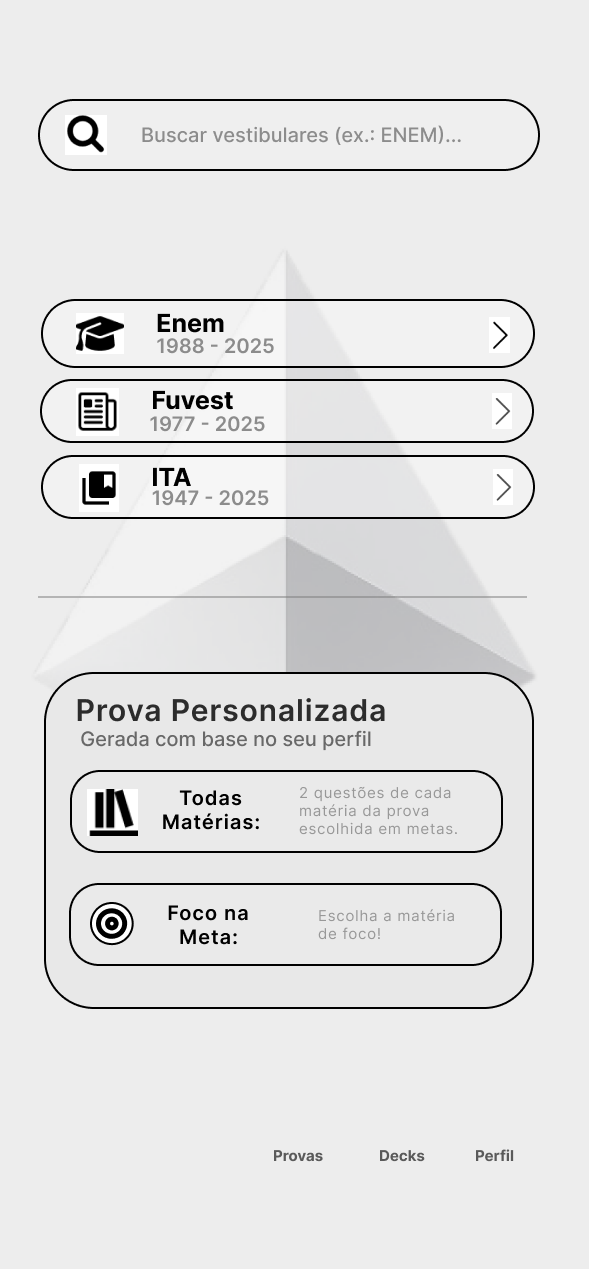 Buscar vestibulares (ex.: ENEM)...
Enem
1988 - 2025
Fuvest
1977 - 2025
ITA
1947 - 2025
Prova Personalizada
Gerada com base no seu perfil
Todas
Matérias:
2 questões de cada
matéria da prova
escolhida em metas.
Foco na
Meta:
Escolha a matéria
de foco!
Provas
Decks
Perfil